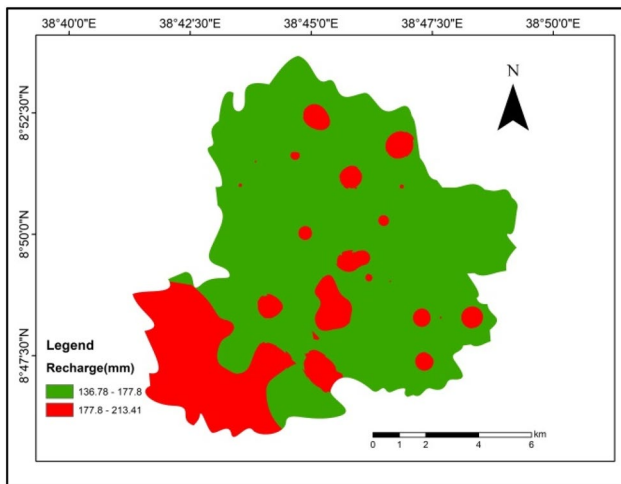 38°40'0"E 38°42'30"E 38°45'0"E 38°47'30"E 38°50'0"E
N
8°52'30"N
8°50'0"N
8°47'30"N
Legend
Recharge(mm)
136.78 - 177.8
177.8 - 213.41
km
0 1 2 4 6